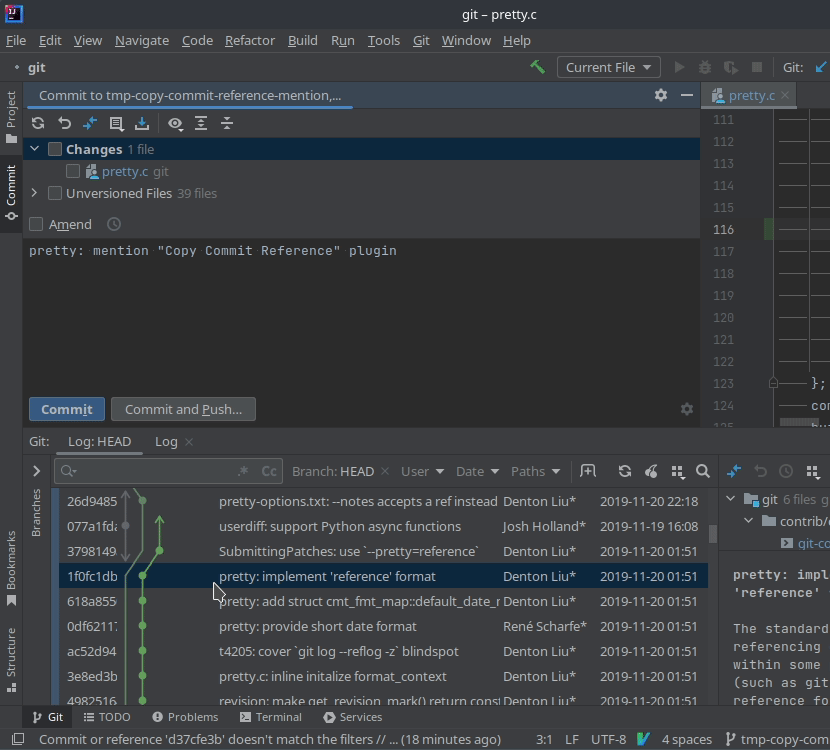 git – pretty.c
File Edit View Navigate Code Refactor Build Run Tools Git Window Help
git Current File Git:
Commit to tmp-copy-commit-reference-mention,...
pretty.c
Project
Commit
Bookmarks
Structure
Changes 1 file
pretty.c git
Unversioned Files 39 files
Amend
pretty: mention "Copy Commit Reference" plugin
Commit Commit and Push...
111
112
113
114
115
116
117
118
119
120
121
122
123 };
124 con
Git: Log: HEAD Log
Branches
.* Cc Branch: HEAD User Date Paths
26d9485 pretty-options.txt: --notes accepts a ref instead Denton Liu* 2019-11-20 22:18
077a1fd userdiff: support Python async functions Josh Holland* 2019-11-19 16:08
3798149 SubmittingPatches: use `--pretty=reference` Denton Liu* 2019-11-20 01:51
1f0fc1db pretty: implement 'reference' format Denton Liu* 2019-11-20 01:51
618a855 pretty: add struct cmt_fmt_map::default_date_r Denton Liu* 2019-11-20 01:51
0df6211 pretty: provide short date format René Scharfe* 2019-11-20 01:51
ac52d94 t4205: cover `git log --reflog -z` blindspot Denton Liu* 2019-11-20 01:51
3e8ed3b pretty.c: inline initalize format_context Denton Liu* 2019-11-20 01:51
4982516 revision: make get_revision_mark() return const Denton Liu* 2019-11-20 01:51
git 6 files g
contrib/c
git-co
pretty: impl
'reference'
The standard
referencing
within some
(such as git
reference fo
Git TODO Problems Terminal Services
Commit or reference 'd37cfe3b' doesn't match the filters // ... (18 minutes ago) 3:1 LF UTF-8 4 spaces tmp-copy-com